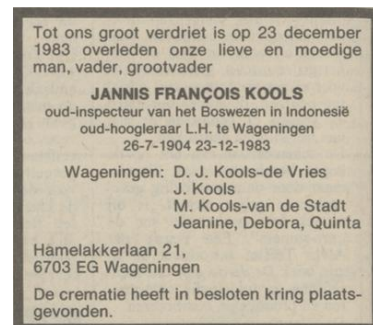 Tot ons groot verdriet is op 23 december
1983 overleden onze lieve en moedige
man, vader, grootvader
JANNIS FRANÇOIS KOOLS
oud-inspecteur van het Boswezen in Indonesië
oud-hoogleraar L.H. te Wageningen
26-7-1904 23-12-1983
Wageningen: D. J. Kools-de Vries
J. Kools
M. Kools-van de Stadt
Jeanine, Debora, Quinta
Hamelakkerlaan 21,
6703 EG Wageningen
De crematie heeft in besloten kring plaats-
gevonden.